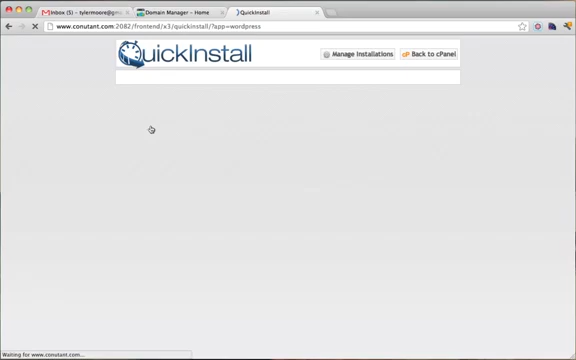 Inbox (5) - tylermoore@gm
Domain Manager - Home
QuickInstall
www.conutant.com:2082/frontend/x3/quickinstall/?app=wordpress
QuickInstall
Manage Installations
Back to cPanel
Waiting for www.conutant.com...